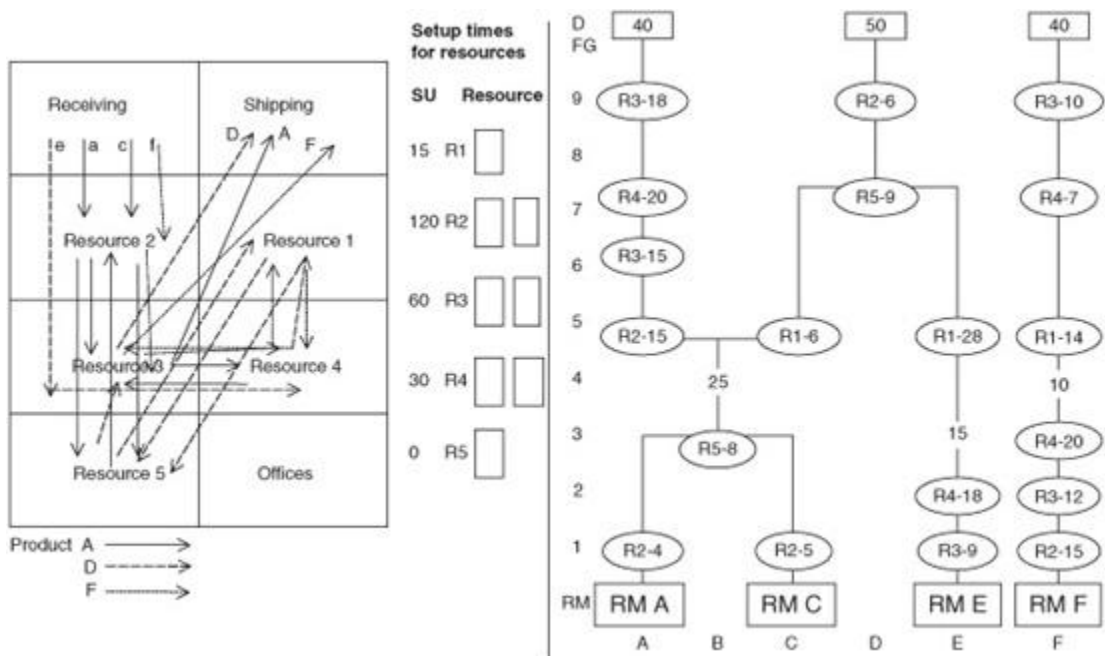 Receiving
Shipping
e a c f
D A F
Resource 2
Resource 1
Resource 3
Resource 4
Resource 5
Offices
Product A
D
F
Setup times
for resources
SU Resource
15 R1
120 R2
60 R3
30 R4
0 R5
D 40 50 40
FG
9 R3-18 R2-6 R3-10
8
7 R4-20 R5-9 R4-7
6 R3-15
5 R2-15 R1-6 R1-28 R1-14
4 25 10
3 R5-8 15 R4-20
2 R4-18 R3-12
1 R2-4 R2-5 R3-9 R2-15
RM RM A RM C RM E RM F
A B C D E F